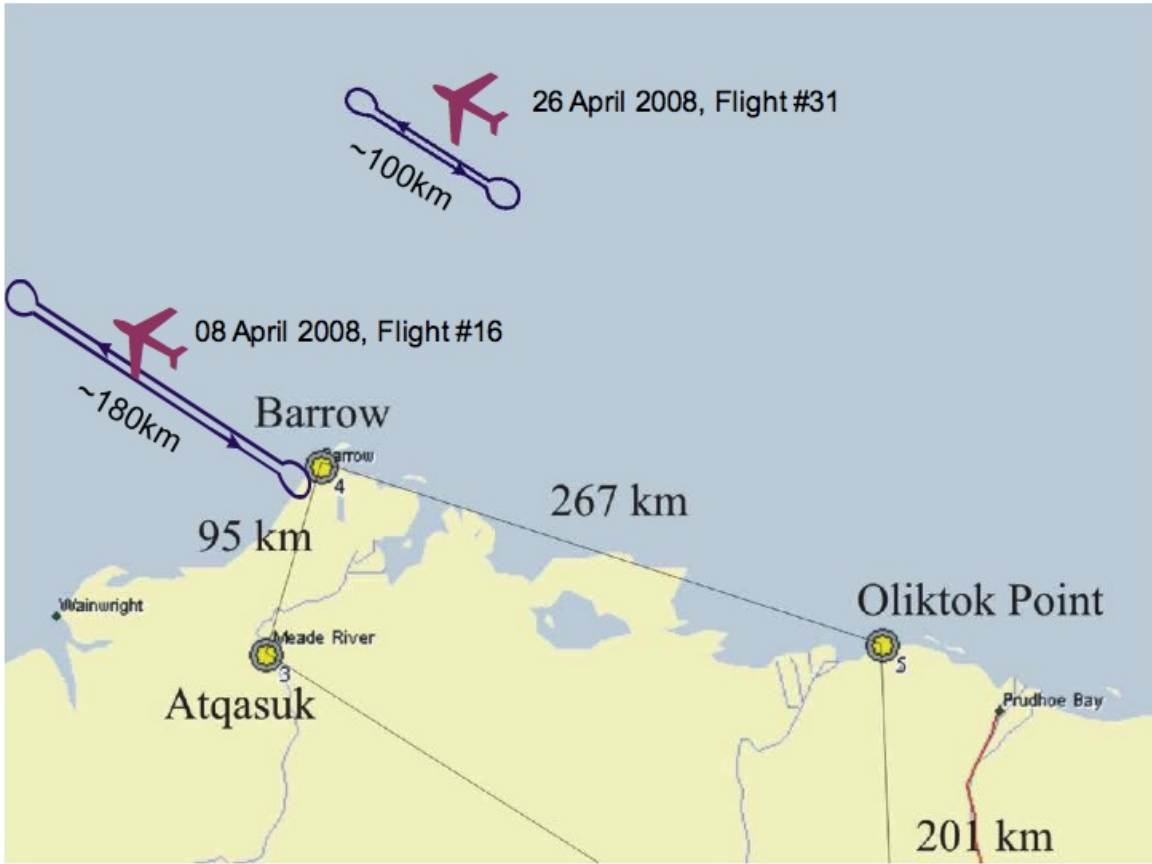 26 April 2008, Flight #31
~100km
08 April 2008, Flight #16
~180km
Barrow
Barrow
4
267 km
95 km
Wainwright
Oliktok Point
Meade River
3
5
Atqasuk
Prudhoe Bay
201 km